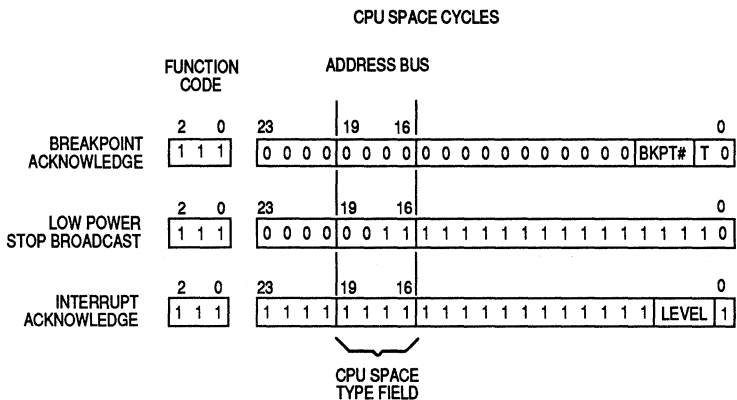 CPU SPACE CYCLES
FUNCTION CODE
ADDRESS BUS
2 0 23 19 16 0
BREAKPOINT ACKNOWLEDGE
1 1 1 0 0 0 0 0 0 0 0 0 0 0 0 0 0 0 0 0 0 0 BKPT# T 0
2 0 23 19 16 0
LOW POWER STOP BROADCAST
1 1 1 0 0 0 0 0 0 1 1 1 1 1 1 1 1 1 1 1 1 1 1 1 1 1 0
2 0 23 19 16 0
INTERRUPT ACKNOWLEDGE
1 1 1 1 1 1 1 1 1 1 1 1 1 1 1 1 1 1 1 1 1 1 1 LEVEL 1
CPU SPACE
TYPE FIELD